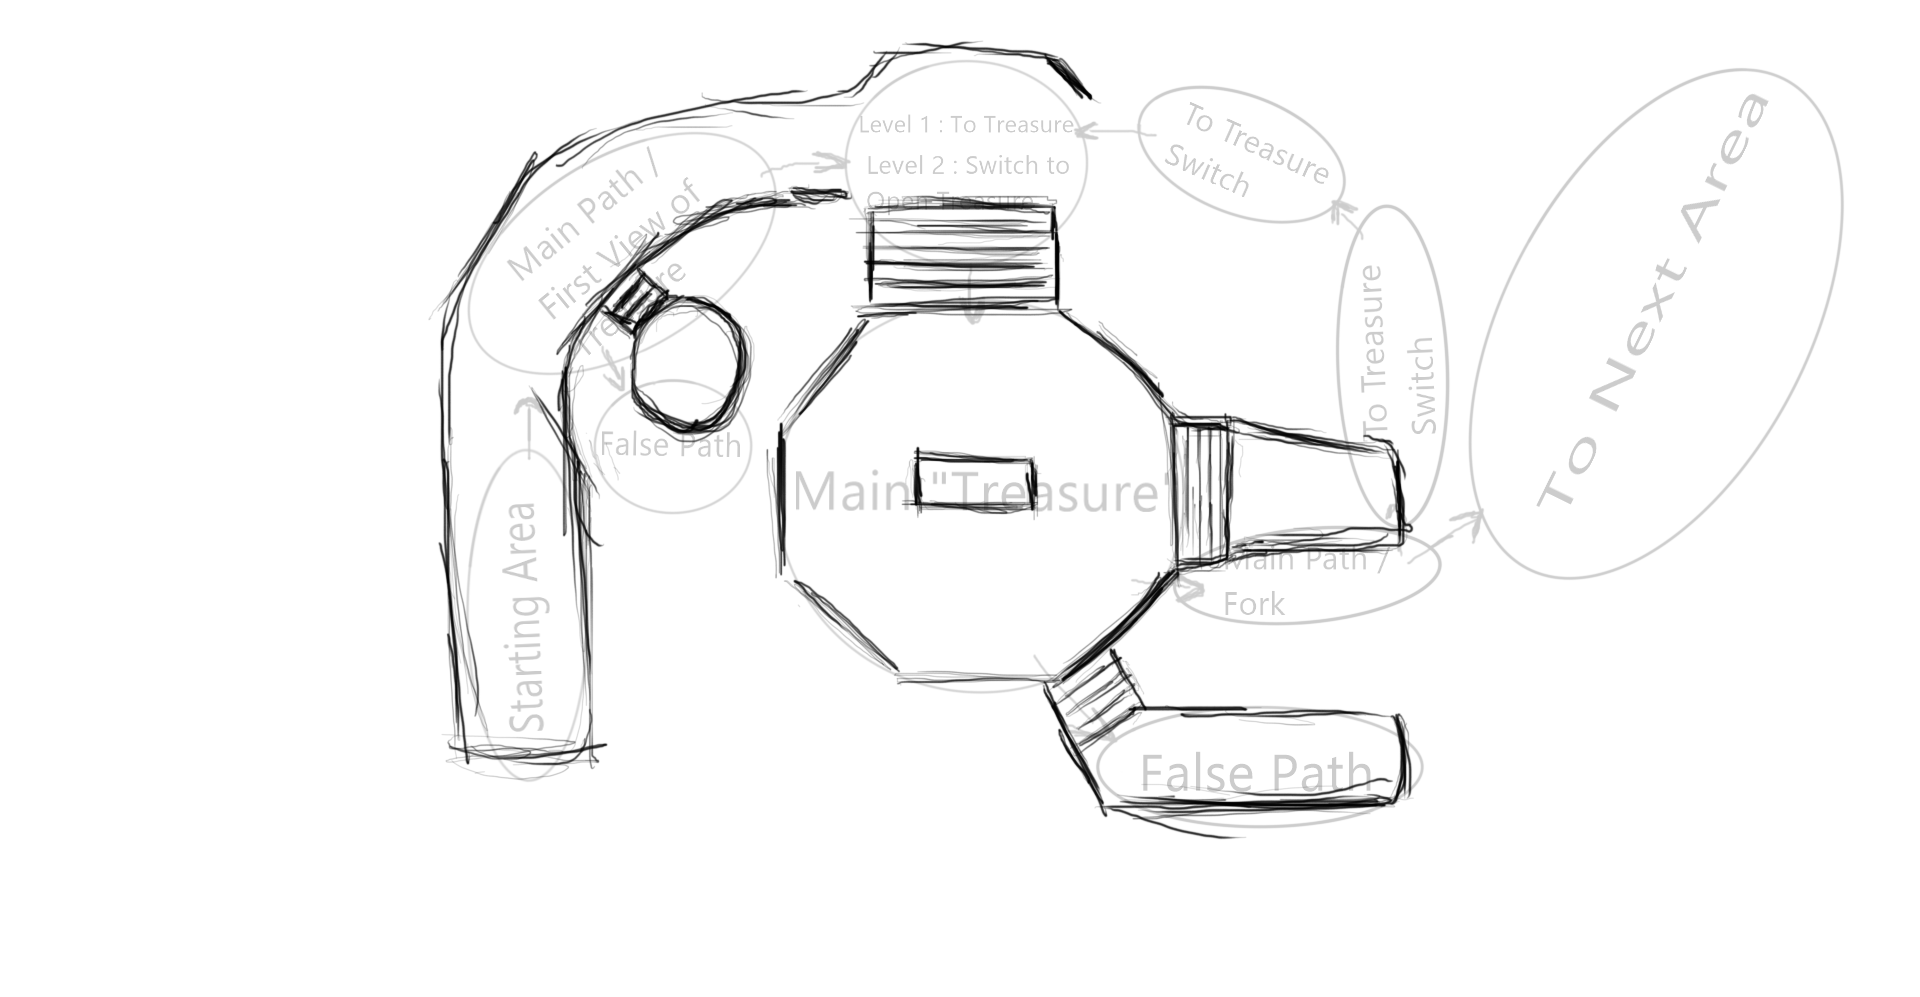 Level 1 : To Treasure
Level 2 : Switch to
Open Treasure
To Treasure
Switch
Main Path /
First View of
Treasure
To Treasure
Switch
To Next Area
False Path
Main "Treasure"
Starting Area
Main Path /
Fork
False Path